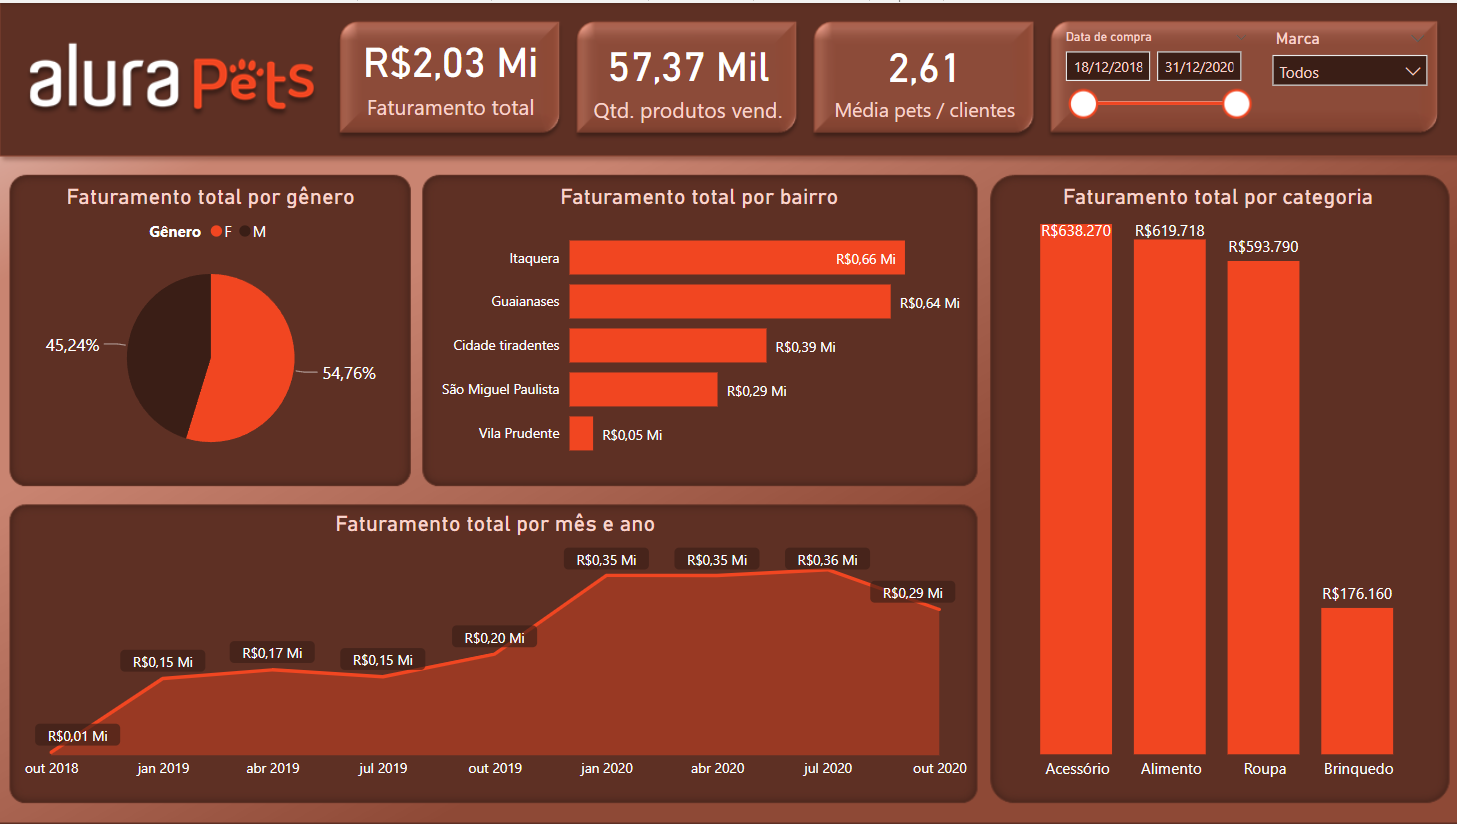 alura Pets
R$2,03 Mi
Faturamento total
57,37 Mil
Qtd. produtos vend.
2,61
Média pets / clientes
Data de compra
18/12/2018 31/12/2020
Marca
Todos
Faturamento total por gênero
Gênero F M
45,24%
54,76%
Faturamento total por bairro
Itaquera R$0,66 Mi
Guaianases R$0,64 Mi
Cidade tiradentes R$0,39 Mi
São Miguel Paulista R$0,29 Mi
Vila Prudente R$0,05 Mi
Faturamento total por categoria
R$638.270 R$619.718 R$593.790 R$176.160
Acessório Alimento Roupa Brinquedo
Faturamento total por mês e ano
R$0,01 Mi R$0,15 Mi R$0,17 Mi R$0,15 Mi R$0,20 Mi R$0,35 Mi R$0,35 Mi R$0,36 Mi R$0,29 Mi
out 2018 jan 2019 abr 2019 jul 2019 out 2019 jan 2020 abr 2020 jul 2020 out 2020